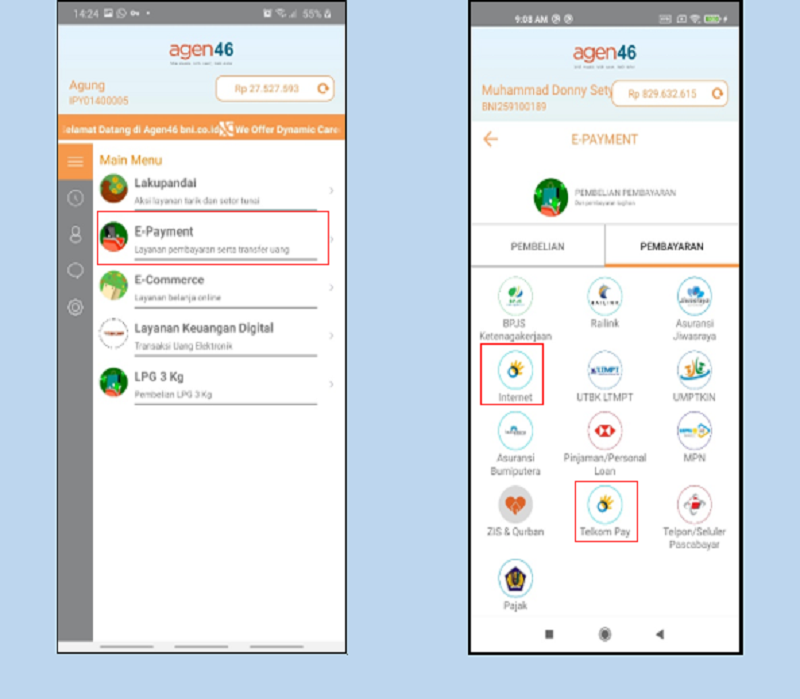 14:24
55%
agen46
Agung
IPY01400006
Rp 27.527.593
elamat Datang di Agen46 bni.co.id
We Offer Dynamic Care
Main Menu
Lakupandai
Aksi layanan tarik dan setor tunai
E-Payment
Layanan pembayaran serta transfer uang
E-Commerce
Layanan belanja online
Layanan Keuangan Digital
Transaksi Uang Elektronik
LPG 3 Kg
Pembelian LPG 3 Kg
9:08 AM
agen46
Muhammad Donny Sety
BNI259100189
Rp 829.632.615
E-PAYMENT
PEMBELIAN PEMBAYARAN
PEMBELIAN
PEMBAYARAN
BPJS
Ketenagakerjaan
Railink
Asuransi
Jiwasraya
Internet
UTBK LTMPT
UMPTKIN
Asuransi
Bumiputera
Pinjaman/Personal
Loan
MPN
ZIS & Qurban
Telkom Pay
Telpon/Seluler
Pascabayar
Pajak